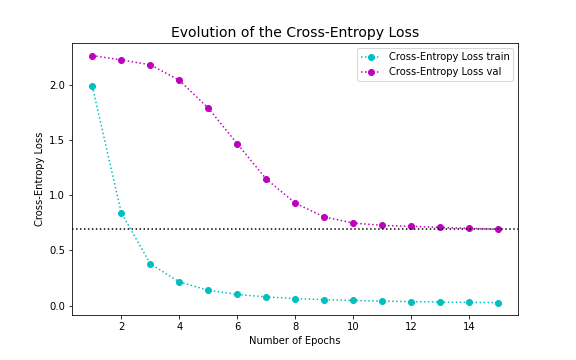 Evolution of the Cross-Entropy Loss
Cross-Entropy Loss train
Cross-Entropy Loss val
Cross-Entropy Loss
2.0
1.5
1.0
0.5
0.0
2 4 6 8 10 12 14
Number of Epochs